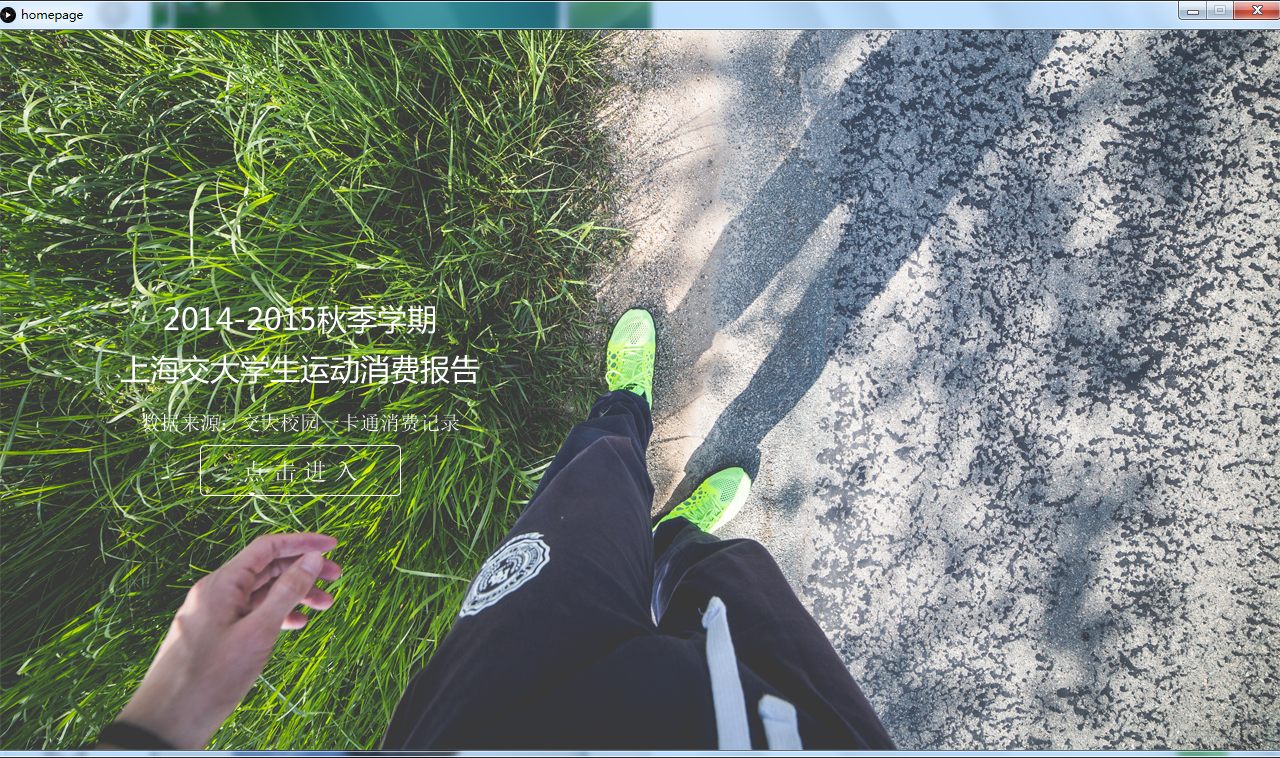 homepage
2014-2015秋季学期
上海交大学生运动消费报告
数据来源：交大校园一卡通消费记录
点击进入